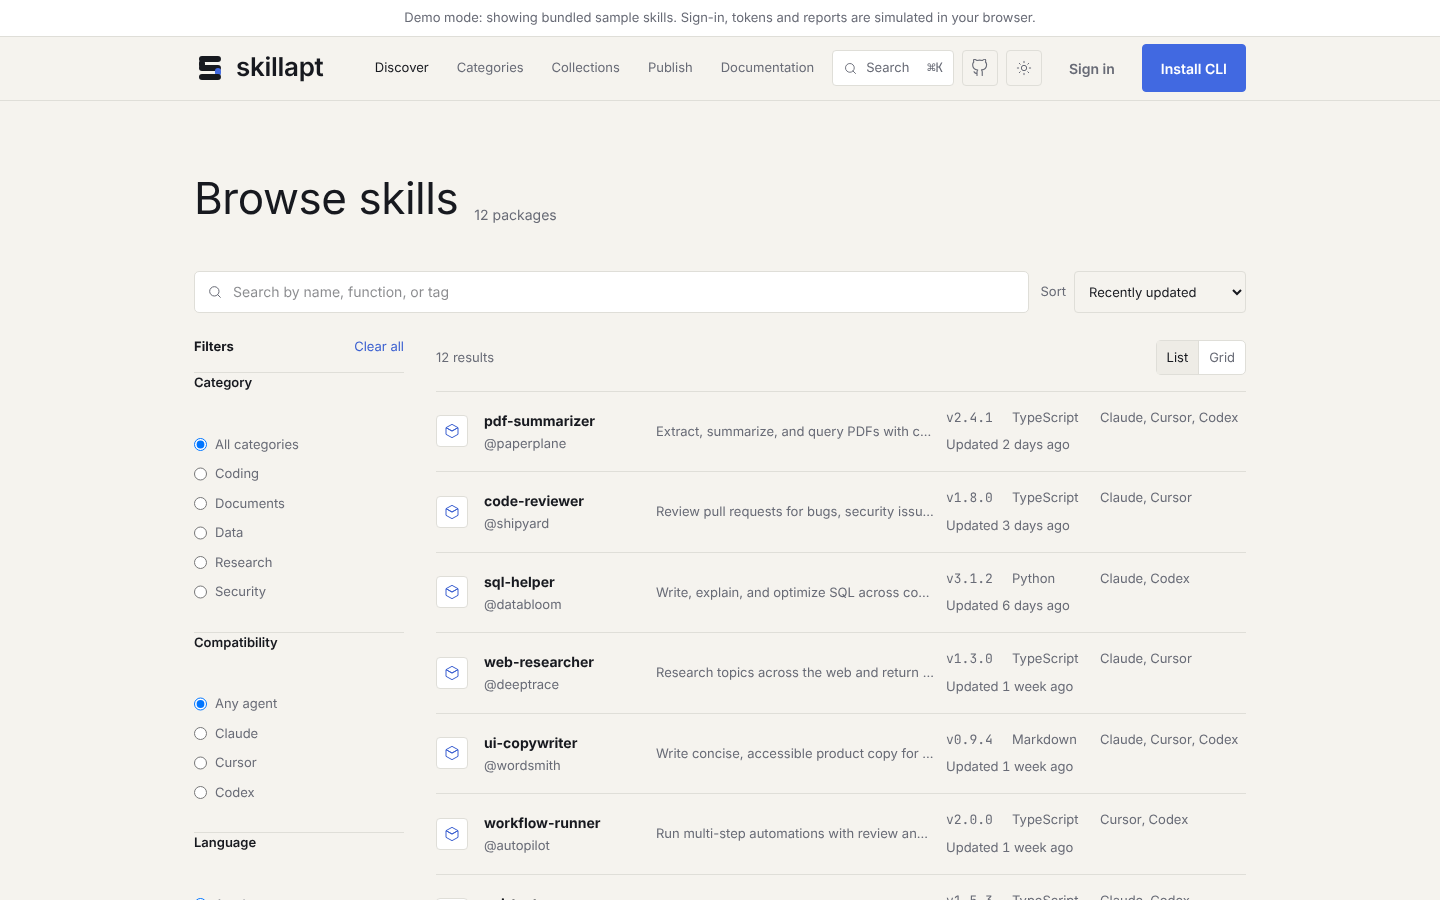 Demo mode: showing bundled sample skills. Sign-in, tokens and reports are simulated in your browser.
skillapt
Discover
Categories
Collections
Publish
Documentation
Search ⌘K
Sign in
Install CLI
Browse skills
12 packages
Search by name, function, or tag
Sort
Recently updated
Filters
Clear all
Category
All categories
Coding
Documents
Data
Research
Security
Compatibility
Any agent
Claude
Cursor
Codex
Language
12 results
List
Grid
pdf-summarizer
@paperplane
Extract, summarize, and query PDFs with c...
v2.4.1 TypeScript Claude, Cursor, Codex
Updated 2 days ago
code-reviewer
@shipyard
Review pull requests for bugs, security issu...
v1.8.0 TypeScript Claude, Cursor
Updated 3 days ago
sql-helper
@databloom
Write, explain, and optimize SQL across co...
v3.1.2 Python Claude, Codex
Updated 6 days ago
web-researcher
@deeptrace
Research topics across the web and return ...
v1.3.0 TypeScript Claude, Cursor
Updated 1 week ago
ui-copywriter
@wordsmith
Write concise, accessible product copy for ...
v0.9.4 Markdown Claude, Cursor, Codex
Updated 1 week ago
workflow-runner
@autopilot
Run multi-step automations with review an...
v2.0.0 TypeScript Cursor, Codex
Updated 1 week ago